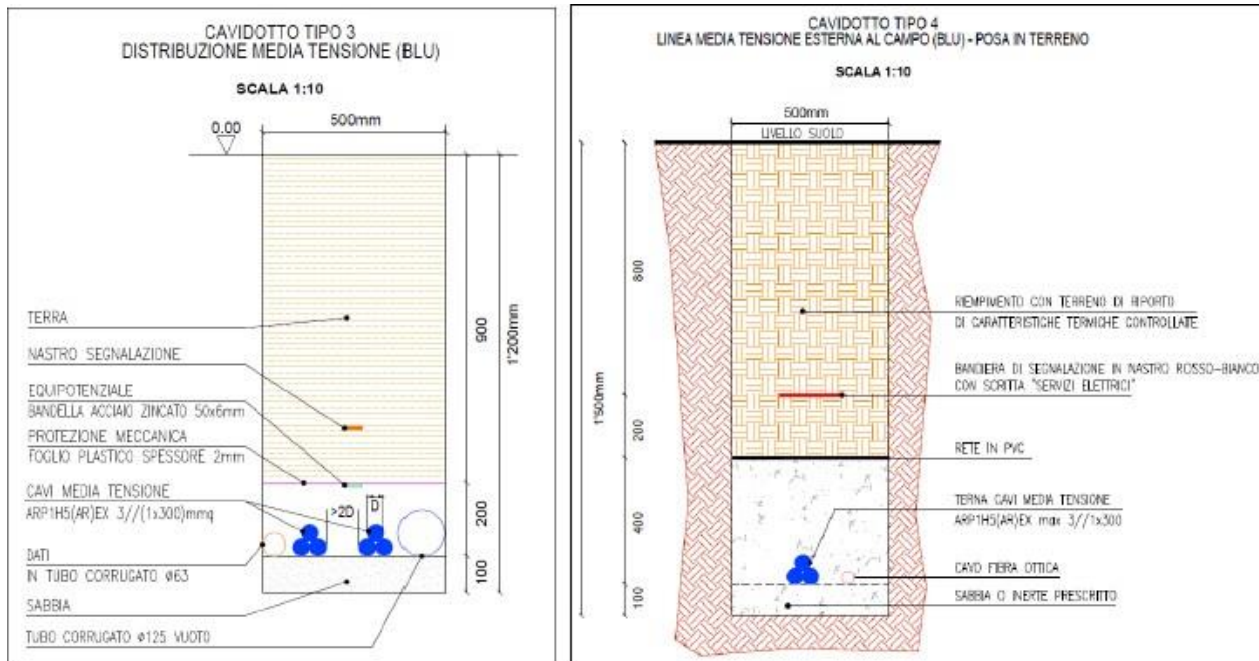 CAVIDOTTO TIPO 3
DISTRIBUZIONE MEDIA TENSIONE (BLU)
SCALA 1:10
0.00
500mm
TERRA
NASTRO SEGNALAZIONE
EQUIPOTENZIALE
BANDELLA ACCIAIO ZINCATO 50x6mm
PROTEZIONE MECCANICA
FOGLIO PLASTICO SPESSORE 2mm
CAVI MEDIA TENSIONE
ARP1H5(AR)EX 3//(1x300)mmq
DATI
IN TUBO CORRUGATO ø63
SABBIA
TUBO CORRUGATO ø125 VUOTO
>2D
D
900
200
100
1'200mm
CAVIDOTTO TIPO 4
LINEA MEDIA TENSIONE ESTERNA AL CAMPO (BLU) - POSA IN TERRENO
SCALA 1:10
500mm
LIVELLO SUOLO
1'500mm
800
200
400
100
RIEMPIMENTO CON TERRENO DI RIPORTO
DI CARATTERISTICHE TERMICHE CONTROLLATE
BANDIERA DI SEGNALAZIONE IN NASTRO ROSSO-BIANCO
CON SCRITTA "SERVIZI ELETTRICI"
RETE IN PVC
TERNA CAVI MEDIA TENSIONE
ARP1H5(AR)EX max 3//1x300
CAVO FIBRA OTTICA
SABBIA O INERTE PRESCRITTO